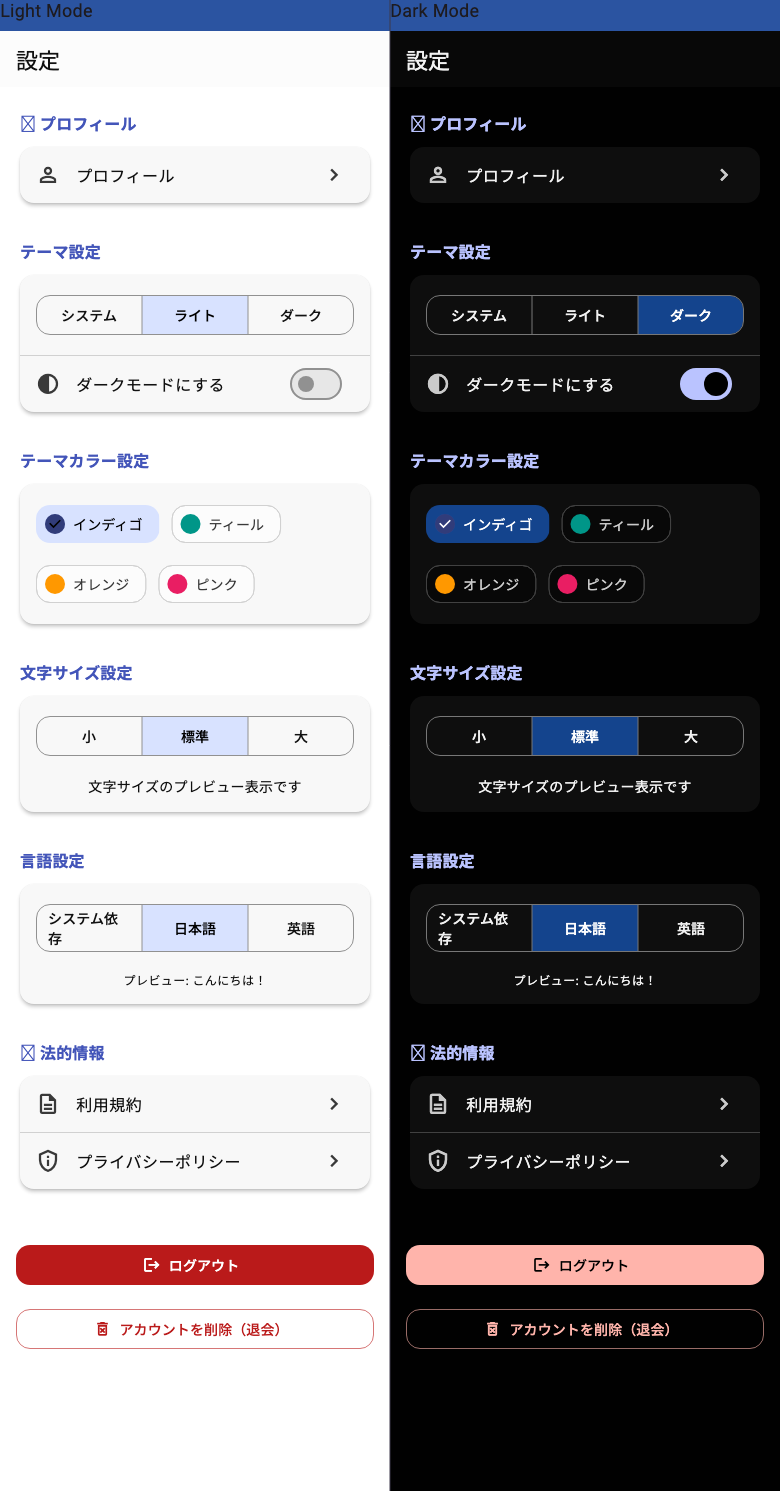 Light Mode
設定
プロフィール
プロフィール
テーマ設定
システム
ライト
ダーク
ダークモードにする
テーマカラー設定
インディゴ
ティール
オレンジ
ピンク
文字サイズ設定
小
標準
大
文字サイズのプレビュー表示です
言語設定
システム依
存
日本語
英語
プレビュー: こんにちは！
法的情報
利用規約
プライバシーポリシー
ログアウト
アカウントを削除（退会）
Dark Mode
設定
プロフィール
プロフィール
テーマ設定
システム
ライト
ダーク
ダークモードにする
テーマカラー設定
インディゴ
ティール
オレンジ
ピンク
文字サイズ設定
小
標準
大
文字サイズのプレビュー表示です
言語設定
システム依
存
日本語
英語
プレビュー: こんにちは！
法的情報
利用規約
プライバシーポリシー
ログアウト
アカウントを削除（退会）